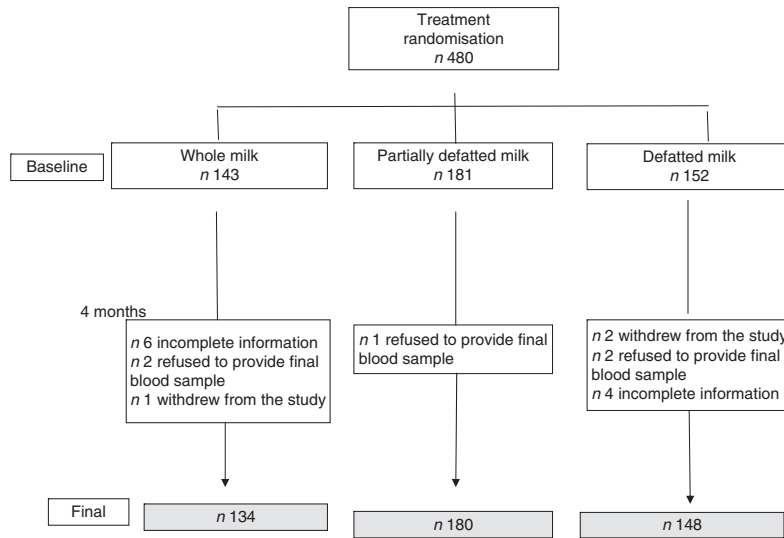 Treatment
randomisation
n 480
Baseline
Whole milk
n 143
Partially defatted milk
n 181
Defatted milk
n 152
4 months
n 6 incomplete information
n 2 refused to provide final
blood sample
n 1 withdrew from the study
n 1 refused to provide final
blood sample
n 2 withdrew from the study
n 2 refused to provide final
blood sample
n 4 incomplete information
Final
n 134
n 180
n 148